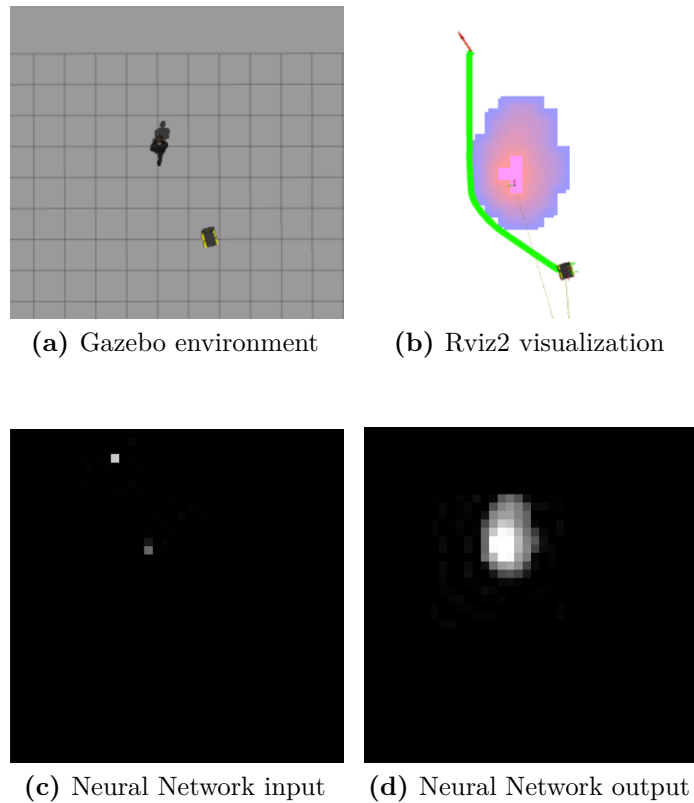 (a) Gazebo environment
(b) Rviz2 visualization
(c) Neural Network input
(d) Neural Network output